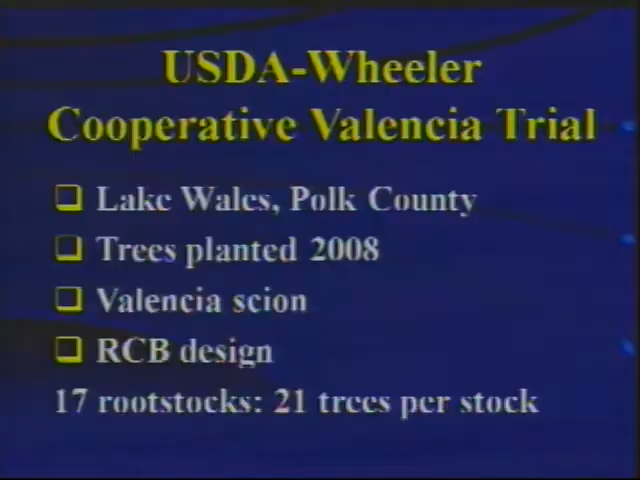 USDA-Wheeler
Cooperative Valencia Trial
Lake Wales, Polk County
Trees planted 2008
Valencia scion
RCB design
17 rootstocks: 21 trees per stock